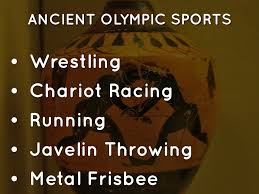 ANCIENT OLYMPIC SPORTS
• Wrestling
• Chariot Racing
• Running
• Javelin Throwing
• Metal Frisbee